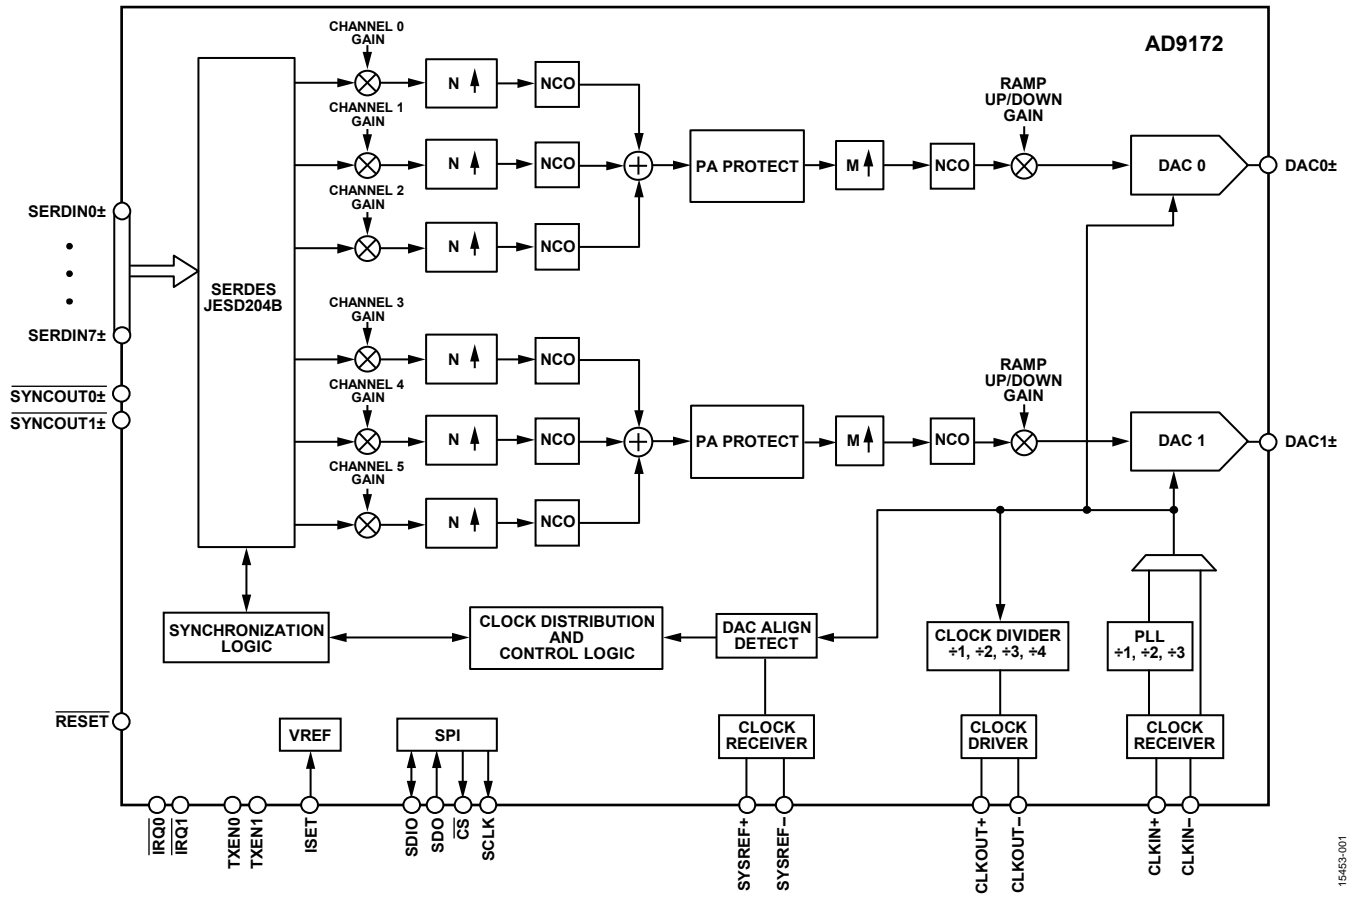 AD9172
CHANNEL 0
GAIN
N
NCO
CHANNEL 1
GAIN
N
NCO
CHANNEL 2
GAIN
N
NCO
PA PROTECT
M
NCO
RAMP
UP/DOWN
GAIN
DAC 0
DAC0±
SERDIN0±
SERDIN7±
SERDES
JESD204B
SYNCOUT0±
SYNCOUT1±
CHANNEL 3
GAIN
N
NCO
CHANNEL 4
GAIN
N
NCO
CHANNEL 5
GAIN
N
NCO
PA PROTECT
M
NCO
RAMP
UP/DOWN
GAIN
DAC 1
DAC1±
SYNCHRONIZATION
LOGIC
CLOCK DISTRIBUTION
AND
CONTROL LOGIC
DAC ALIGN
DETECT
CLOCK DIVIDER
÷1, ÷2, ÷3, ÷4
PLL
÷1, ÷2, ÷3
RESET
VREF
SPI
CLOCK
RECEIVER
CLOCK
DRIVER
CLOCK
RECEIVER
IRQ0
IRQ1
TXEN0
TXEN1
ISET
SDIO
SDO
CS
SCLK
SYSREF+
SYSREF−
CLKOUT+
CLKOUT−
CLKIN+
CLKIN−
15453-001